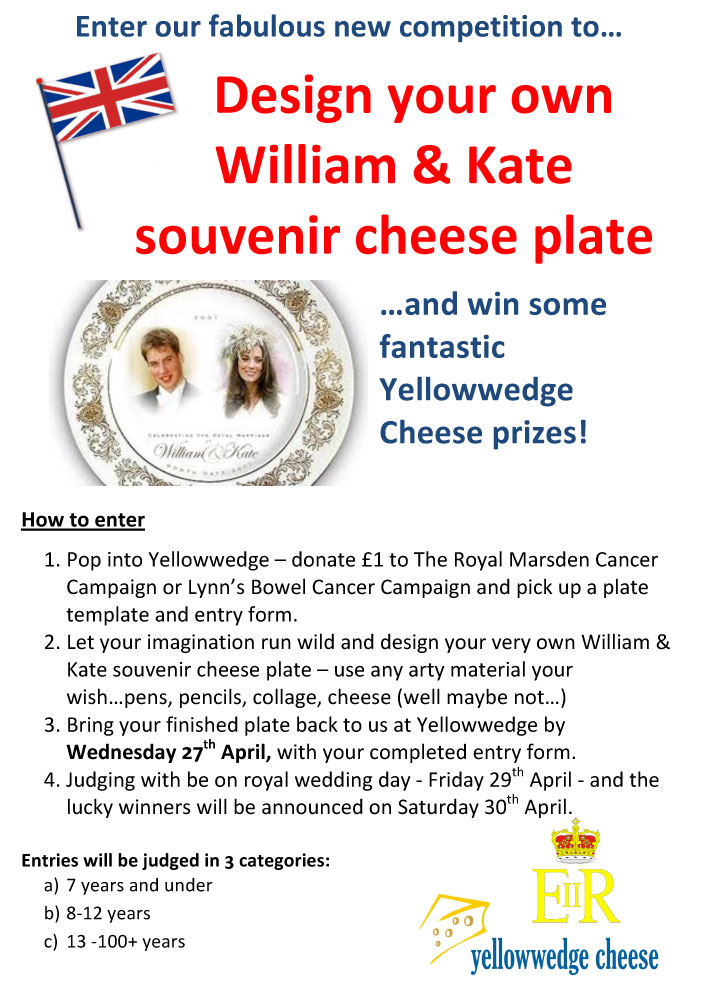 Enter our fabulous new competition to…
Design your own
William & Kate
souvenir cheese plate
…and win some
fantastic
Yellowwedge
Cheese prizes!
CELEBRATING THE ROYAL MARRIAGE
William & Kate
How to enter
1. Pop into Yellowwedge – donate £1 to The Royal Marsden Cancer
Campaign or Lynn’s Bowel Cancer Campaign and pick up a plate
template and entry form.
2. Let your imagination run wild and design your very own William &
Kate souvenir cheese plate – use any arty material your
wish…pens, pencils, collage, cheese (well maybe not…)
3. Bring your finished plate back to us at Yellowwedge by
Wednesday 27th April, with your completed entry form.
4. Judging with be on royal wedding day - Friday 29th April - and the
lucky winners will be announced on Saturday 30th April.
Entries will be judged in 3 categories:
a) 7 years and under
b) 8-12 years
c) 13 -100+ years
EIIR
yellowwedge cheese